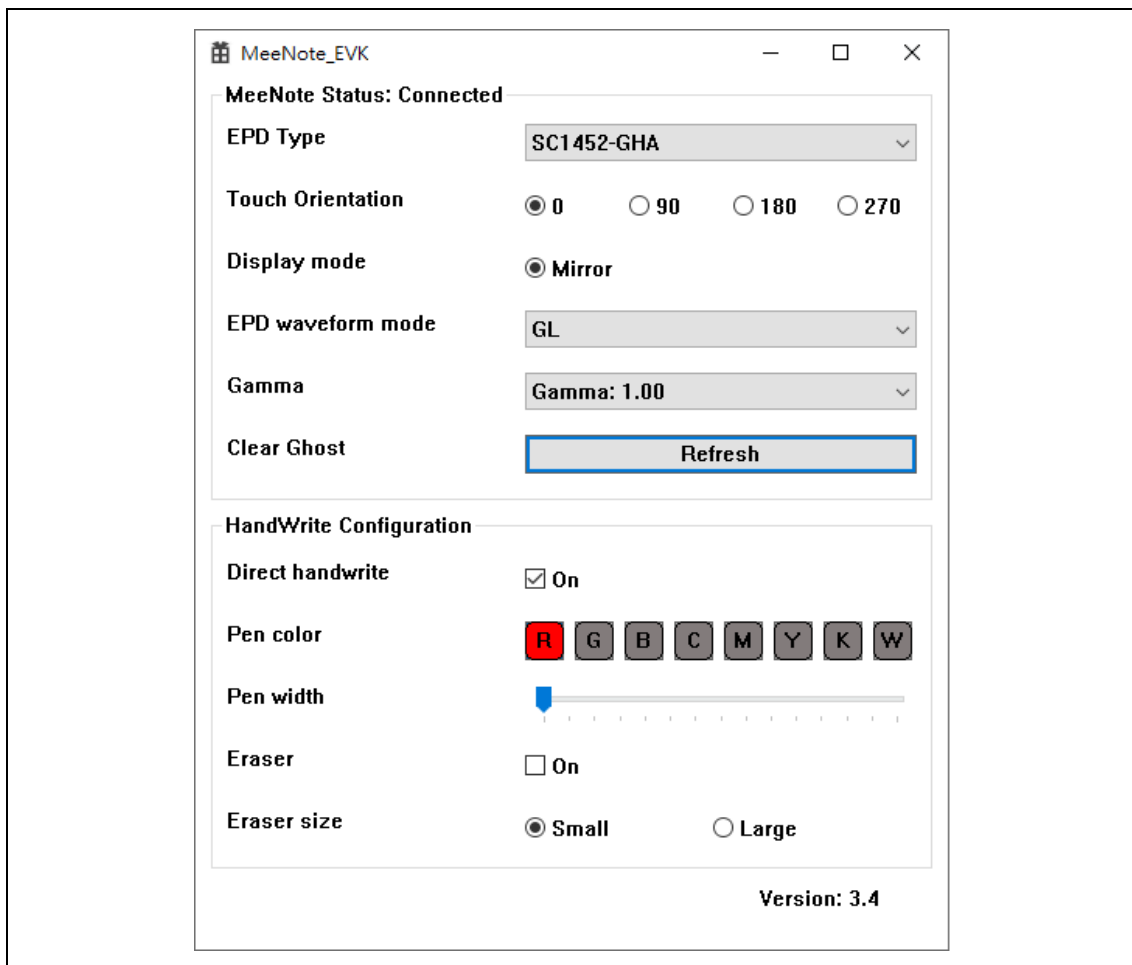 MeeNote_EVK
MeeNote Status: Connected
EPD Type SC1452-GHA
Touch Orientation 0 90 180 270
Display mode Mirror
EPD waveform mode GL
Gamma Gamma: 1.00
Clear Ghost Refresh
HandWrite Configuration
Direct handwrite On
Pen color R G B C M Y K W
Pen width
Eraser On
Eraser size Small Large
Version: 3.4